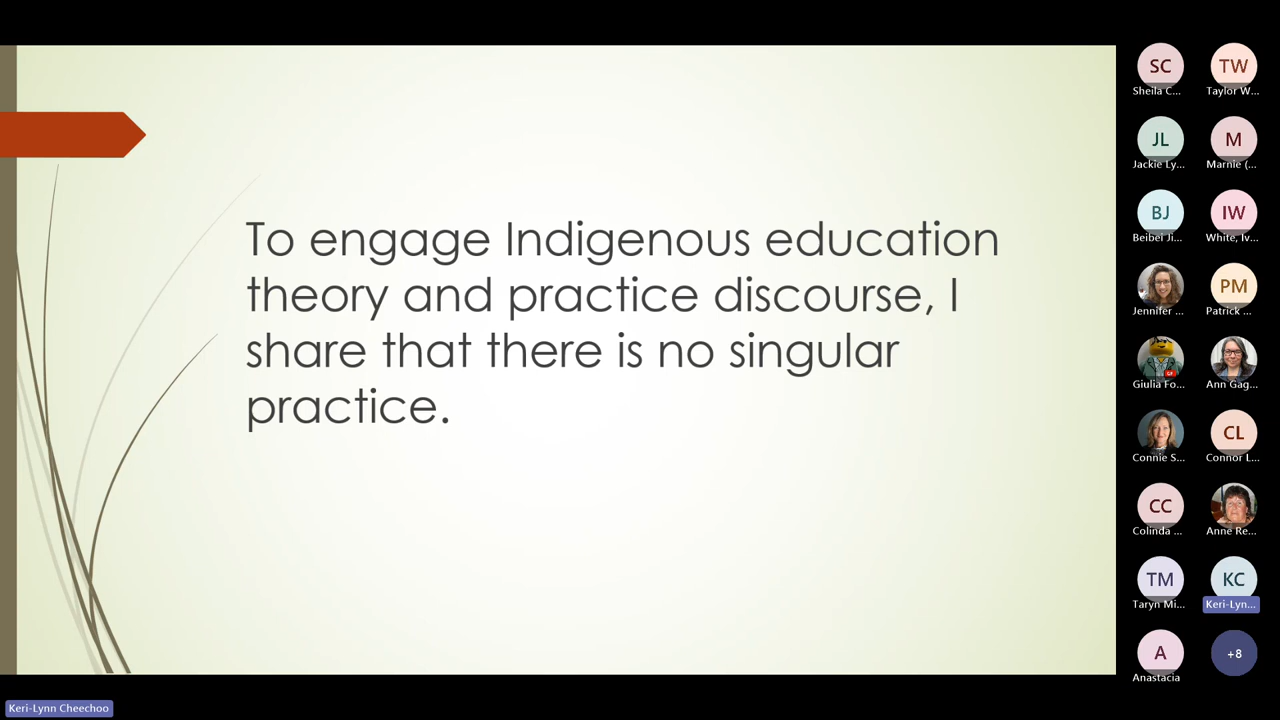 To engage Indigenous education
theory and practice discourse, I
share that there is no singular
practice.
SC
TW
Sheila C...
Taylor W...
JL
M
Jackie Ly...
Marnie (...
BJ
IW
Beibei Ji...
White, Iv...
PM
Jennifer ...
Patrick ...
GF
Giulia Fo...
Ann Gag...
CL
Connie S...
Connor L...
CC
Colinda ...
Anne Re...
TM
KC
Taryn Mi...
Keri-Lyn...
A
+8
Anastacia
Keri-Lynn Cheechoo